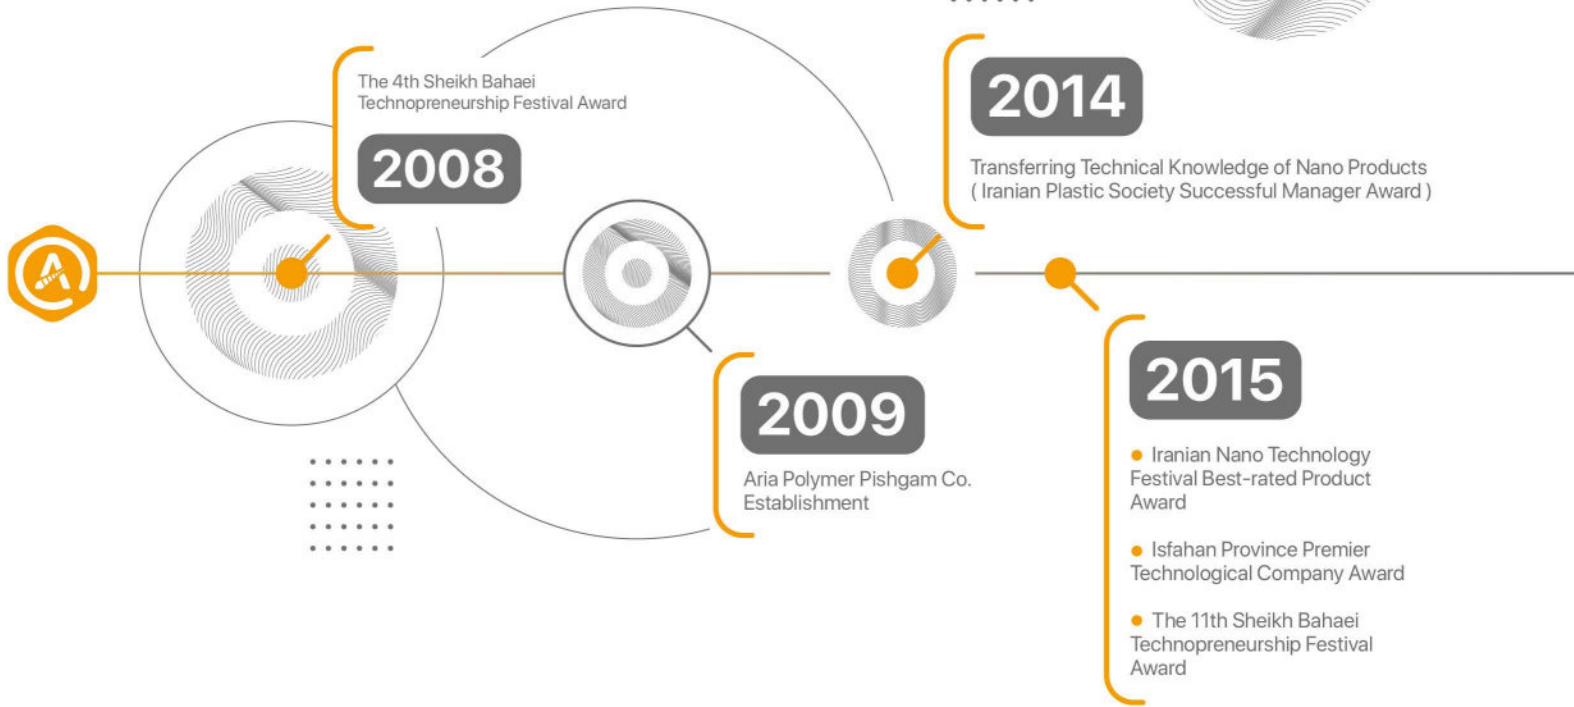 The 4th Sheikh Bahaei
Technopreneurship Festival Award
2008
2009
Aria Polymer Pishgam Co.
Establishment
2014
Transferring Technical Knowledge of Nano Products
( Iranian Plastic Society Successful Manager Award )
2015
● Iranian Nano Technology
Festival Best-rated Product
Award
● Isfahan Province Premier
Technological Company Award
● The 11th Sheikh Bahaei
Technopreneurship Festival
Award